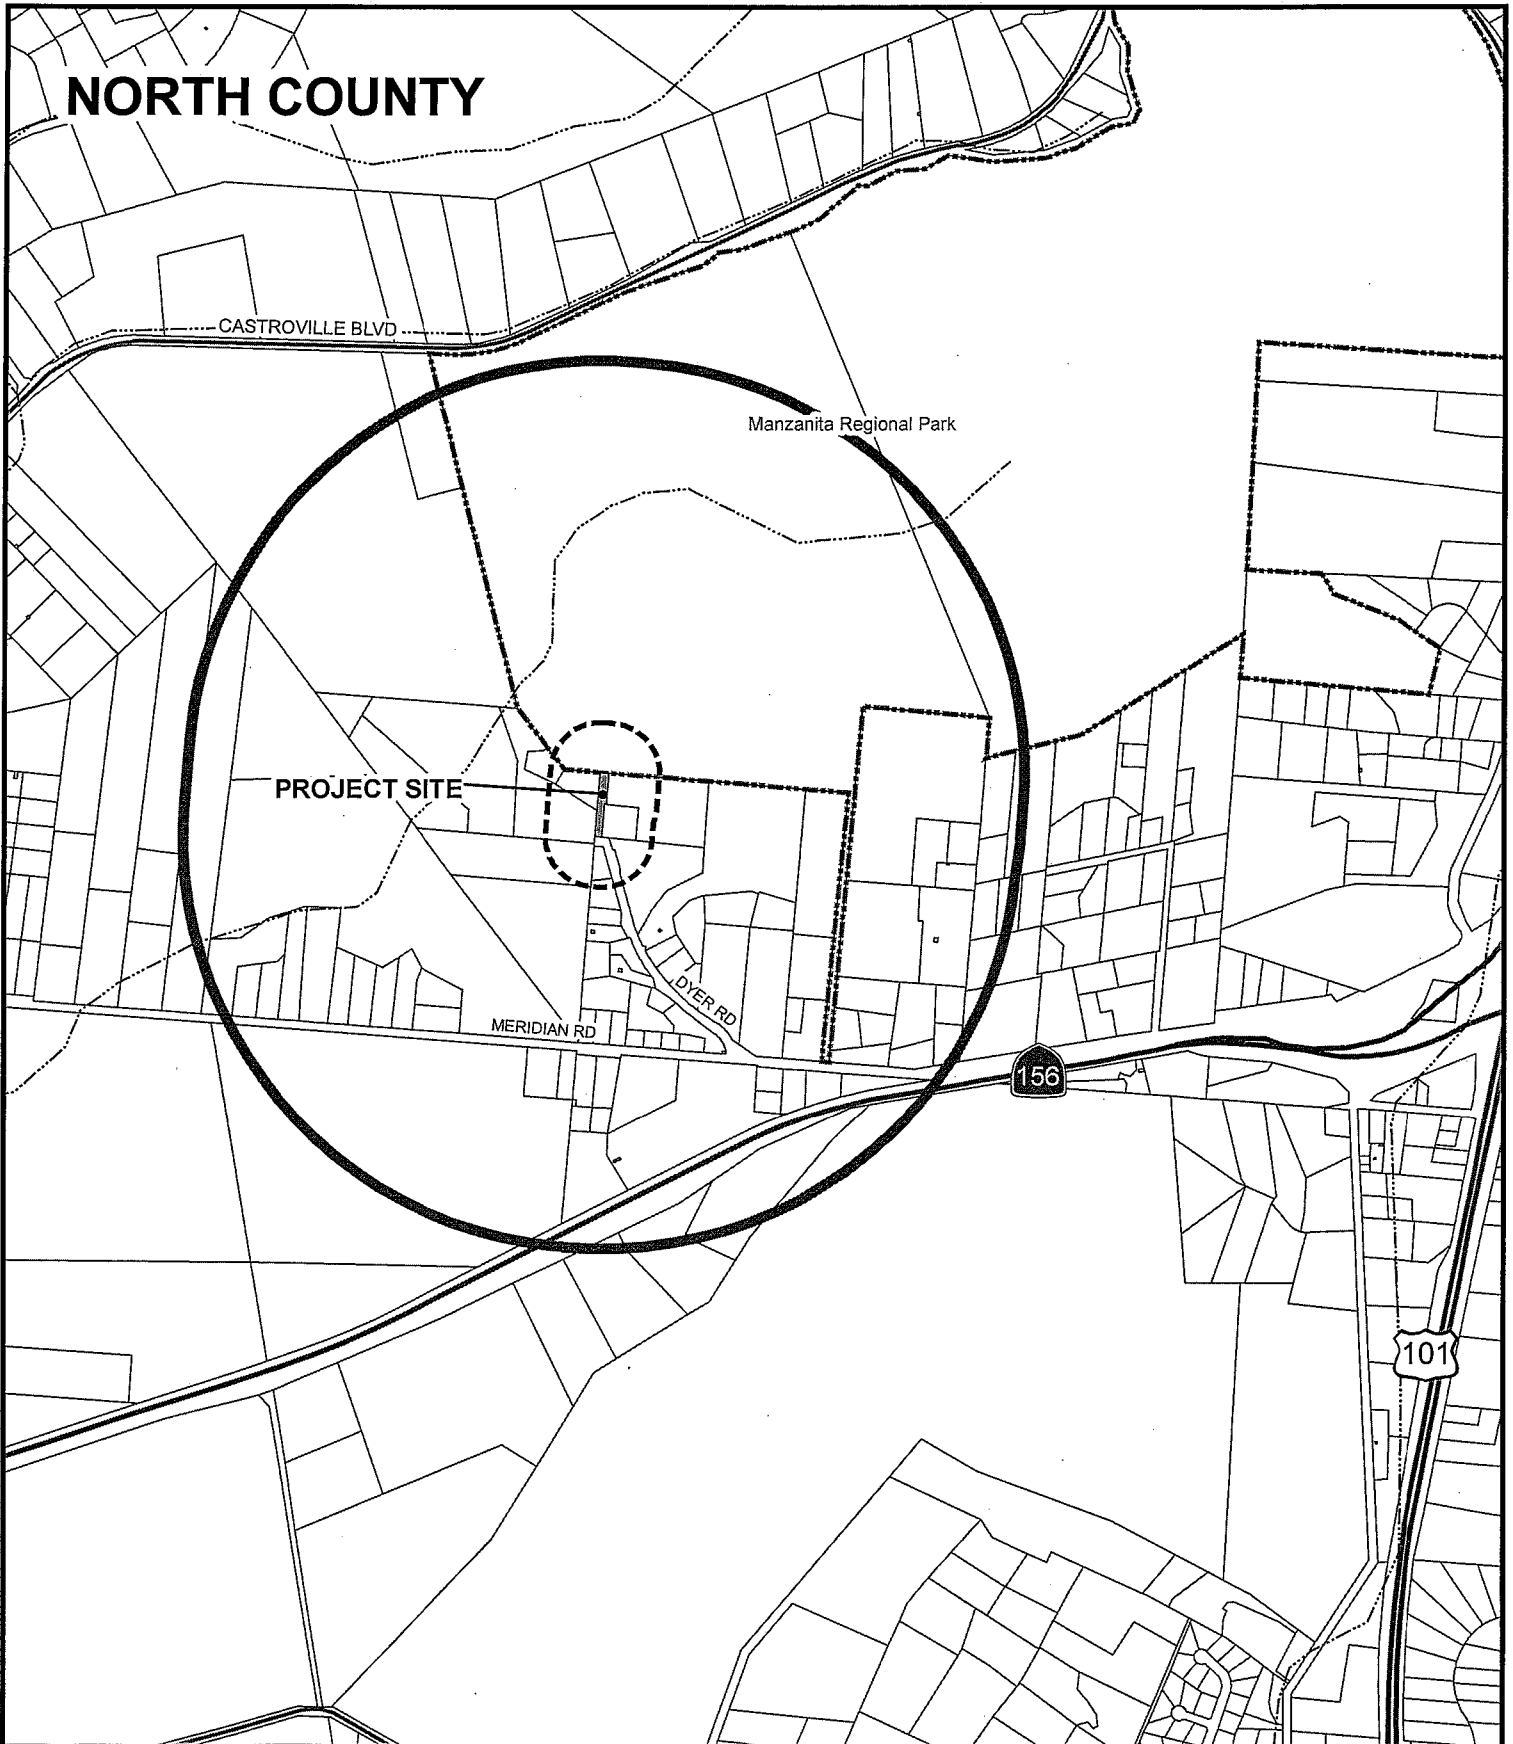 NORTH COUNTY
CASTROVILLE BLVD
Manzanita Regional Park
PROJECT SITE
DYER RD
MERIDIAN RD
156
101